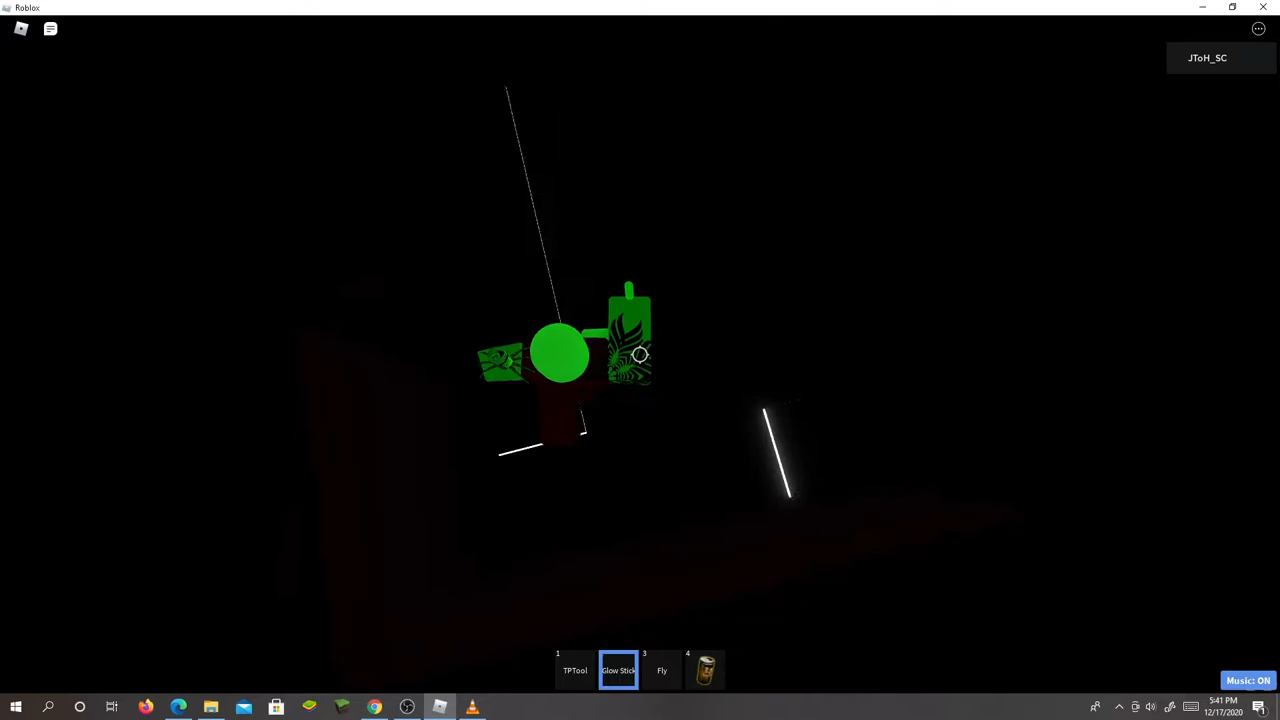 Roblox
JToH_SC
1
TPTool
Glow Stick
3
Fly
4
Music: ON
5:41 PM
12/17/2020